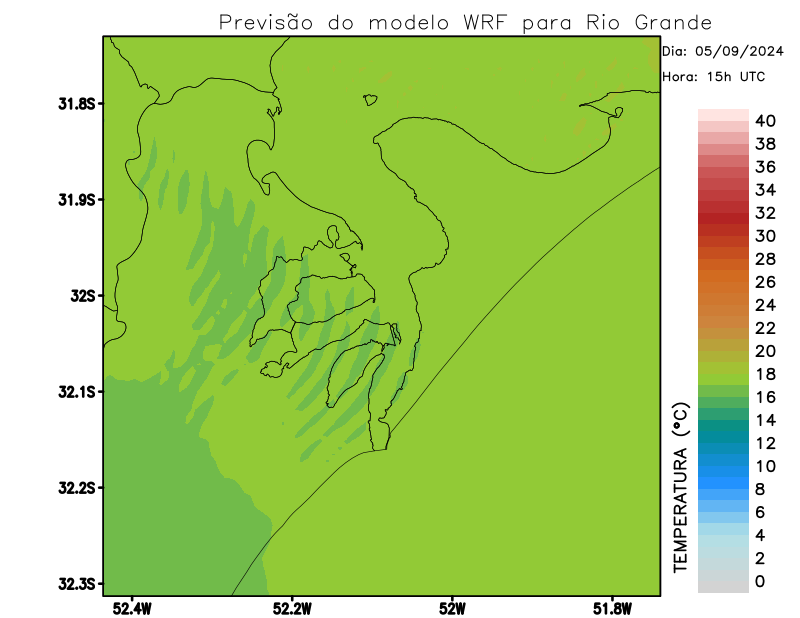 Previsão do modelo WRF para Rio Grande
Dia: 05/09/2024
Hora: 15h UTC
31.8S
31.9S
32S
32.1S
32.2S
32.3S
52.4W
52.2W
52W
51.8W
TEMPERATURA (°C)
40
38
36
34
32
30
28
26
24
22
20
18
16
14
12
10
8
6
4
2
0